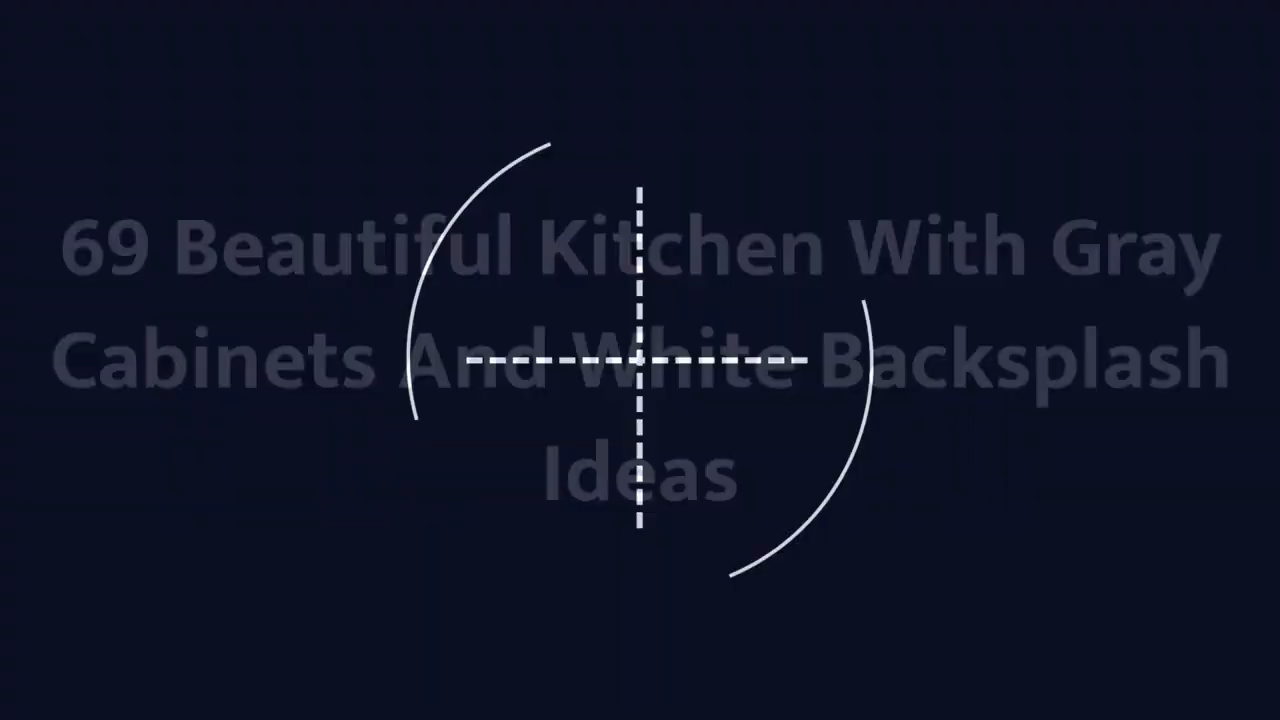 69 Beautiful Kitchen With Gray
Cabinets And White Backsplash
Ideas